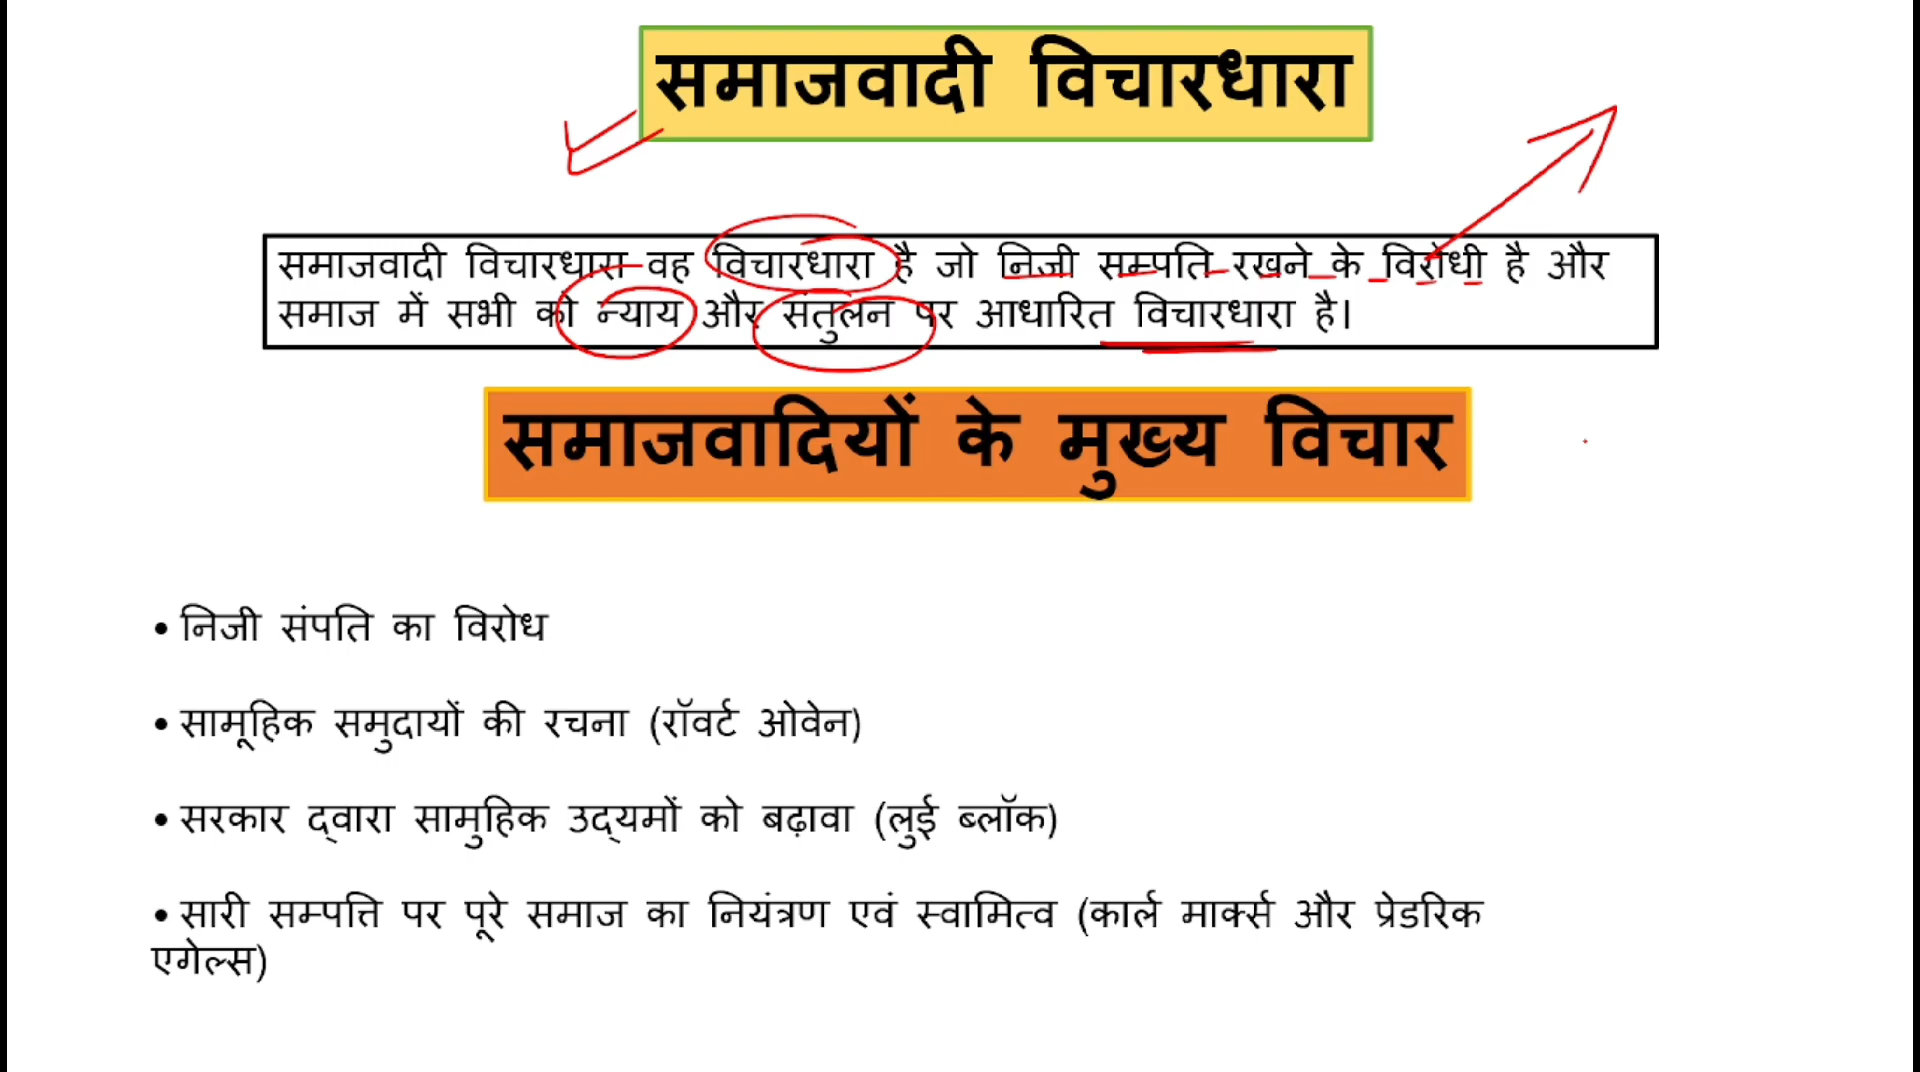 समाजवादी विचारधारा
समाजवादी विचारधारा वह विचारधारा है जो निजी सम्पति रखने के विरोधी है और
समाज में सभी को न्याय और संतुलन पर आधारित विचारधारा है।
समाजवादियों के मुख्य विचार
• निजी संपति का विरोध
• सामूहिक समुदायों की रचना (रॉवर्ट ओवेन)
• सरकार द्वारा सामुहिक उद्यमों को बढ़ावा (लुई ब्लॉक)
• सारी सम्पत्ति पर पूरे समाज का नियंत्रण एवं स्वामित्व (कार्ल मार्क्स और प्रेडरिक
एगेल्स)